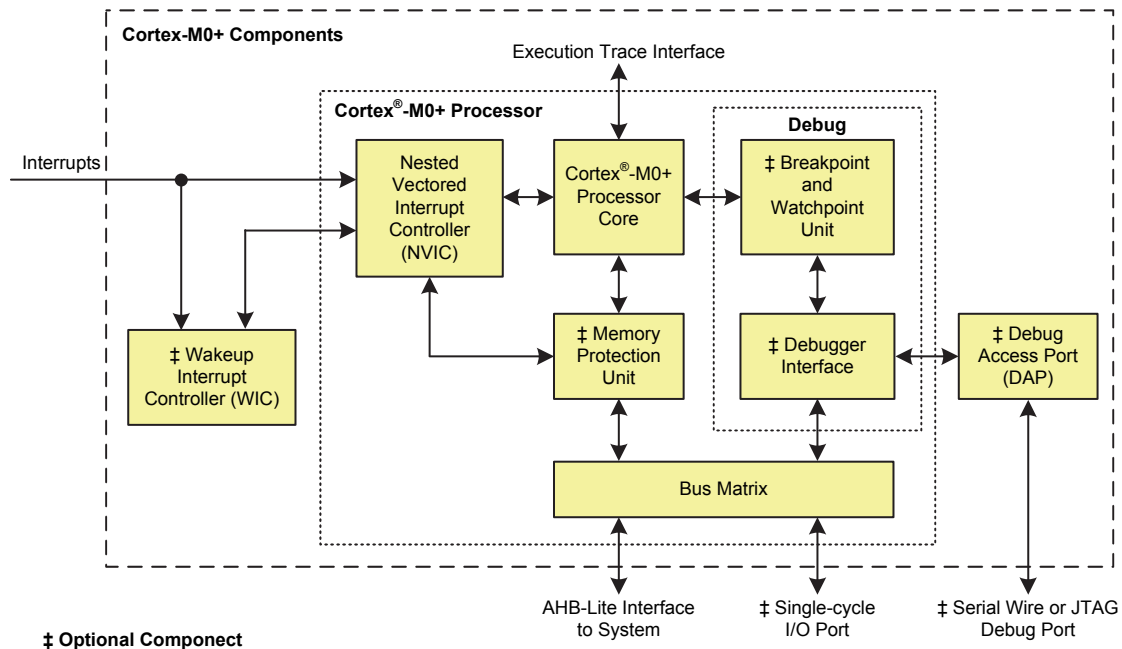 Cortex-M0+ Components
Execution Trace Interface
Cortex®-M0+ Processor
Debug
Interrupts
Nested
Vectored
Interrupt
Controller
(NVIC)
Cortex®-M0+
Processor
Core
‡ Breakpoint
and
Watchpoint
Unit
‡ Wakeup
Interrupt
Controller (WIC)
‡ Memory
Protection
Unit
‡ Debugger
Interface
‡ Debug
Access Port
(DAP)
Bus Matrix
AHB-Lite Interface
to System
‡ Single-cycle
I/O Port
‡ Serial Wire or JTAG
Debug Port
‡ Optional Componect